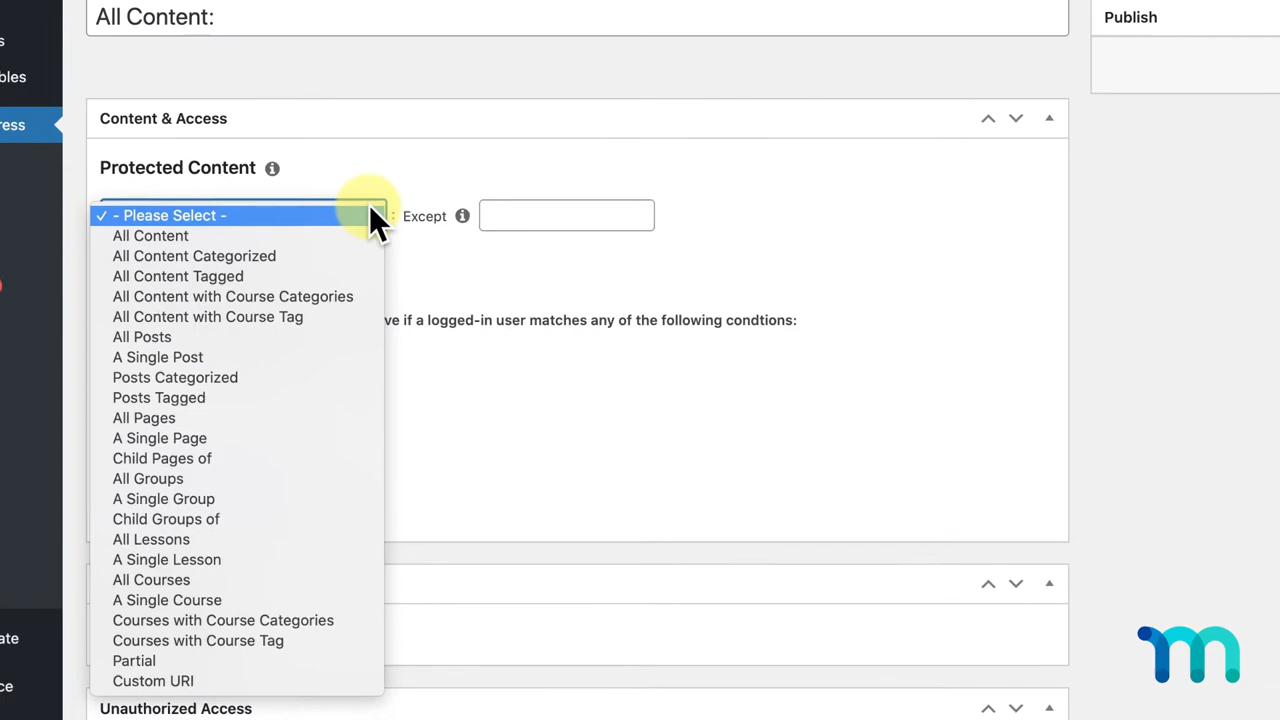 All Content:
Publish
s
bles
ress
Content & Access
Protected Content
- Please Select -
: Except
All Content
All Content Categorized
All Content Tagged
All Content with Course Categories
All Content with Course Tag
ve if a logged-in user matches any of the following condtions:
All Posts
A Single Post
Posts Categorized
Posts Tagged
All Pages
A Single Page
Child Pages of
All Groups
A Single Group
Child Groups of
All Lessons
A Single Lesson
All Courses
A Single Course
Courses with Course Categories
Courses with Course Tag
Partial
Custom URI
ate
ce
Unauthorized Access
m